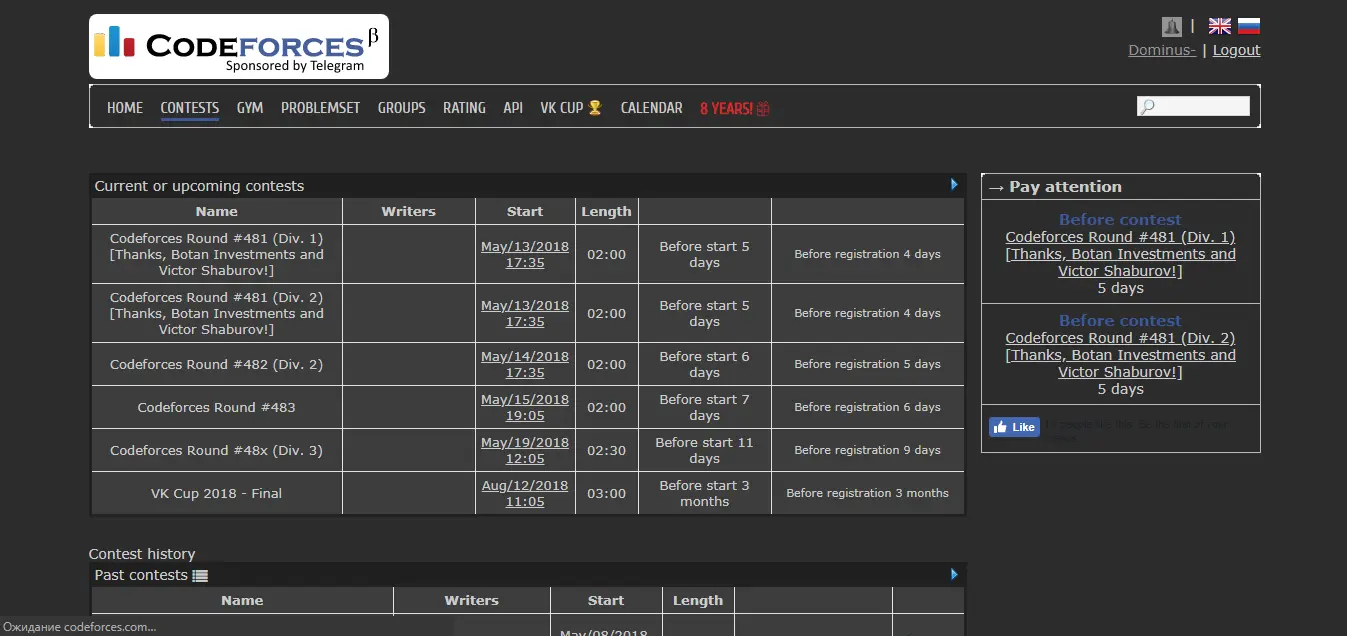 CODEFORCES β
Sponsored by Telegram
|
Dominus- | Logout
HOME CONTESTS GYM PROBLEMSET GROUPS RATING API VK CUP CALENDAR 8 YEARS!
Current or upcoming contests
Name Writers Start Length
Codeforces Round #481 (Div. 1)
[Thanks, Botan Investments and
Victor Shaburov!]
May/13/2018
17:35
02:00
Before start 5
days
Before registration 4 days
Codeforces Round #481 (Div. 2)
[Thanks, Botan Investments and
Victor Shaburov!]
May/13/2018
17:35
02:00
Before start 5
days
Before registration 4 days
Codeforces Round #482 (Div. 2)
May/14/2018
17:35
02:00
Before start 6
days
Before registration 5 days
Codeforces Round #483
May/15/2018
19:05
02:00
Before start 7
days
Before registration 6 days
Codeforces Round #48x (Div. 3)
May/19/2018
12:05
02:30
Before start 11
days
Before registration 9 days
VK Cup 2018 - Final
Aug/12/2018
11:05
03:00
Before start 3
months
Before registration 3 months
→ Pay attention
Before contest
Codeforces Round #481 (Div. 1)
[Thanks, Botan Investments and
Victor Shaburov!]
5 days
Before contest
Codeforces Round #481 (Div. 2)
[Thanks, Botan Investments and
Victor Shaburov!]
5 days
Like
Contest history
Past contests
Name Writers Start Length
May/08/2018
Ожидание codeforces.com...